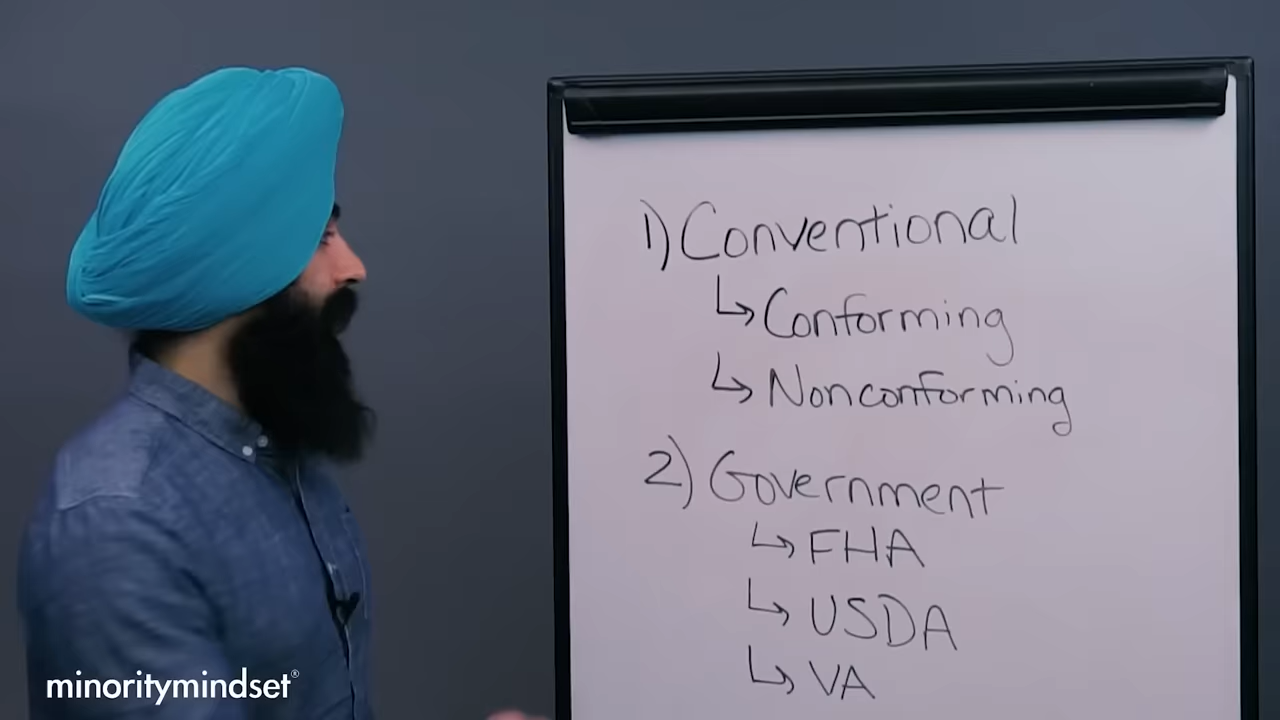 1) Conventional
↳ Conforming
↳ Nonconforming
2) Government
↳ FHA
↳ USDA
↳ VA
minoritymindset®